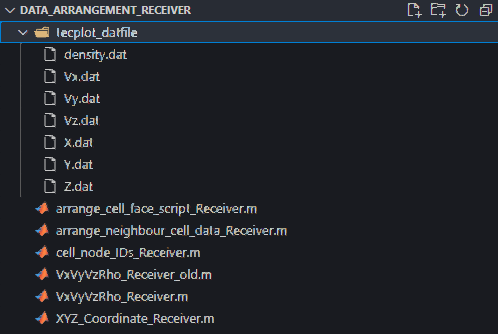 DATA_ARRANGEMENT_RECEIVER
tecplot_datfile
density.dat
Vx.dat
Vy.dat
Vz.dat
X.dat
Y.dat
Z.dat
arrange_cell_face_script_Receiver.m
arrange_neighbour_cell_data_Receiver.m
cell_node_IDs_Receiver.m
VxVyVzRho_Receiver_old.m
VxVyVzRho_Receiver.m
XYZ_Coordinate_Receiver.m